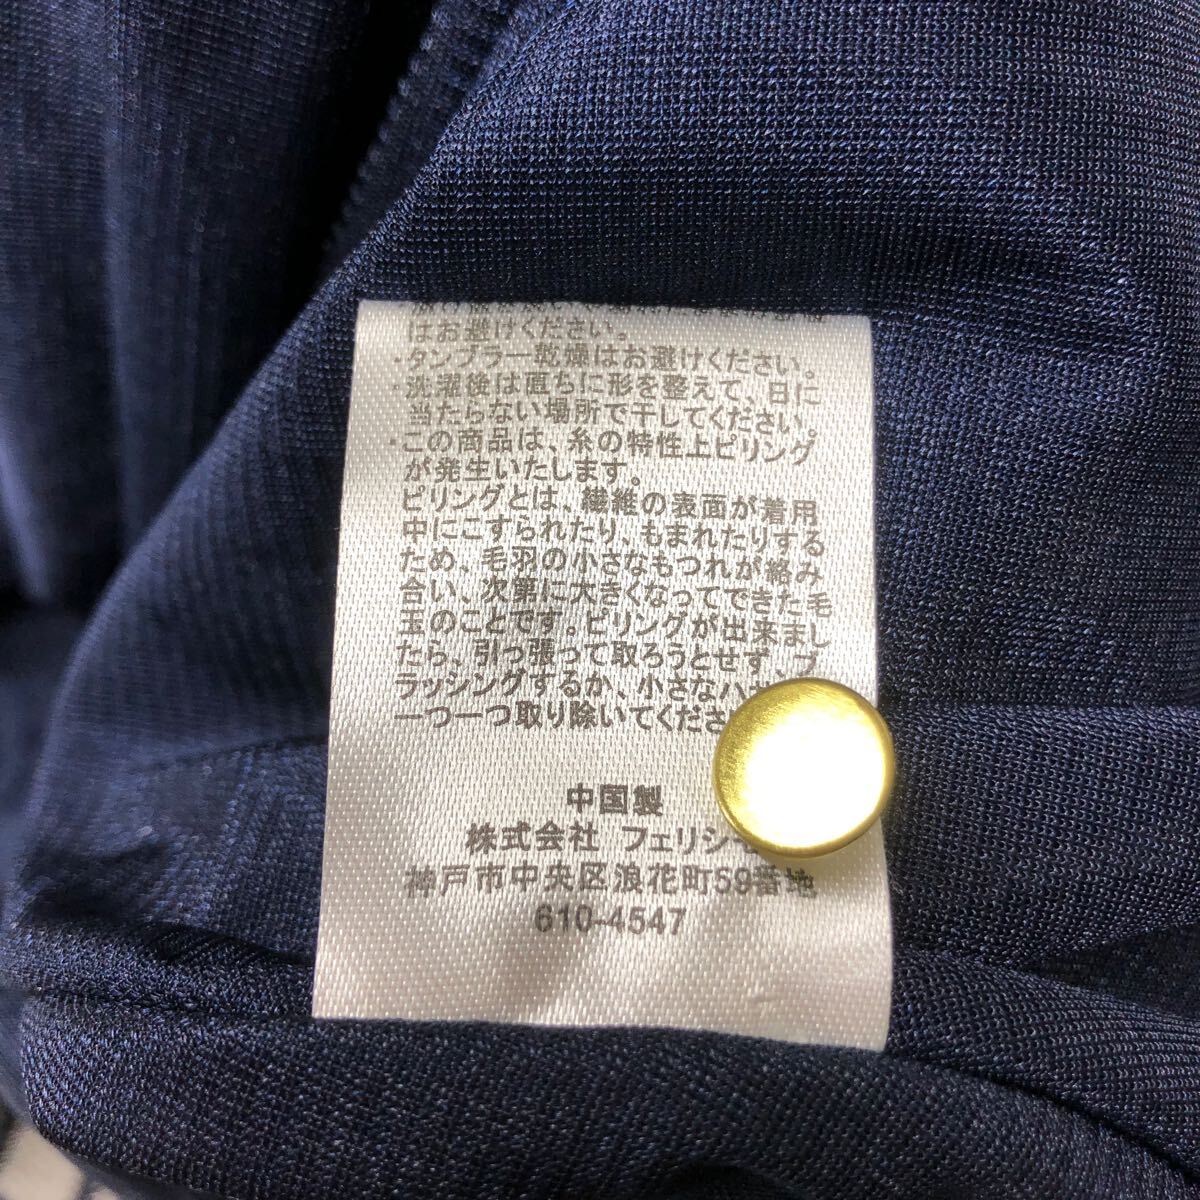 はお避けください。
・タンブラー乾燥はお避けください。
・洗濯後は直ちに形を整えて、日に
当たらない場所で干してください。
・この商品は、糸の特性上ピリング
が発生いたします。
ピリングとは、繊維の表面が着用
中にこすられたり、もまれたりする
ため、毛羽の小さなもつれが絡み
合い、次第に大きくなってできた毛
玉のことです。ピリングが出来まし
たら、引っ張って取ろうとせず、ブ
ラッシングするか、小さなハ
一つ一つ取り除いてくださ
中国製
株式会社 フェリシ
神戸市中央区浪花町59番地
610-4547